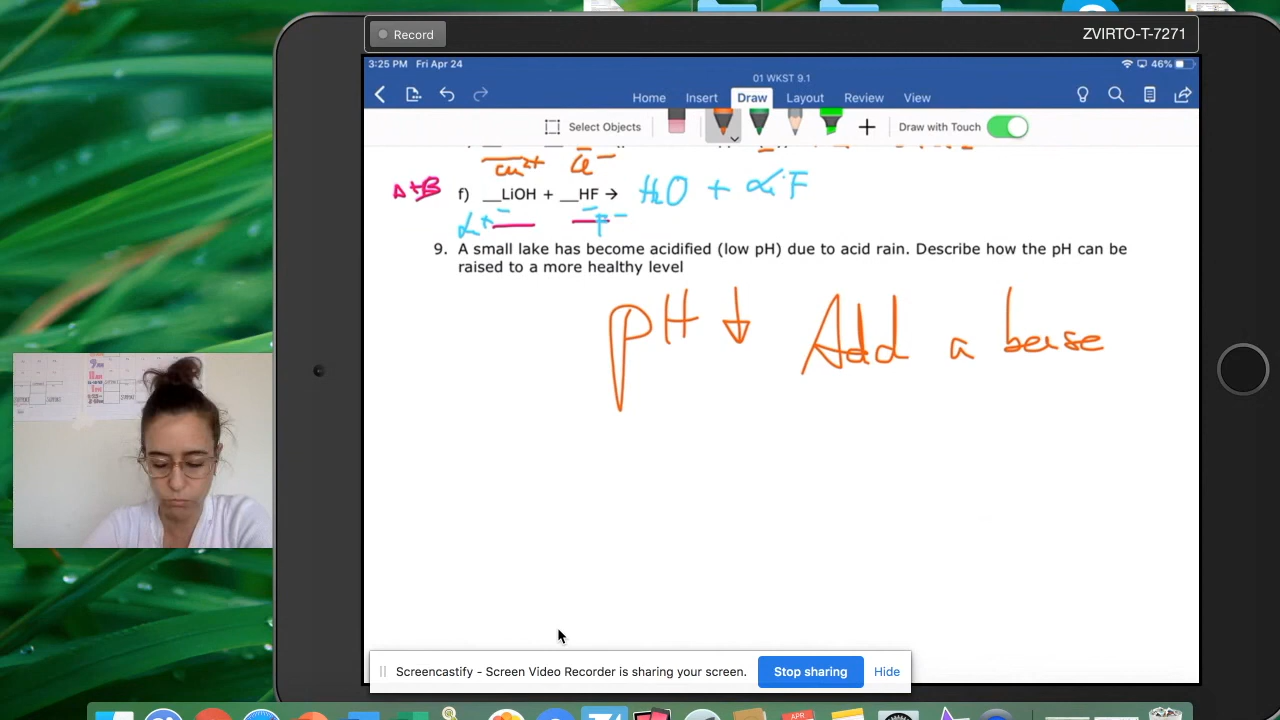 Record
ZVIRTO-T-7271
3:25 PM Fri Apr 24
46%
01 WKST 9.1
Home Insert Draw Layout Review View
Select Objects
Draw with Touch
Cu²⁺ Cl⁻
A+B f) __LiOH + __HF → H₂O + LiF
Li⁺ F⁻
9. A small lake has become acidified (low pH) due to acid rain. Describe how the pH can be
raised to a more healthy level
pH ↓ Add a base
Screencastify - Screen Video Recorder is sharing your screen.
Stop sharing
Hide